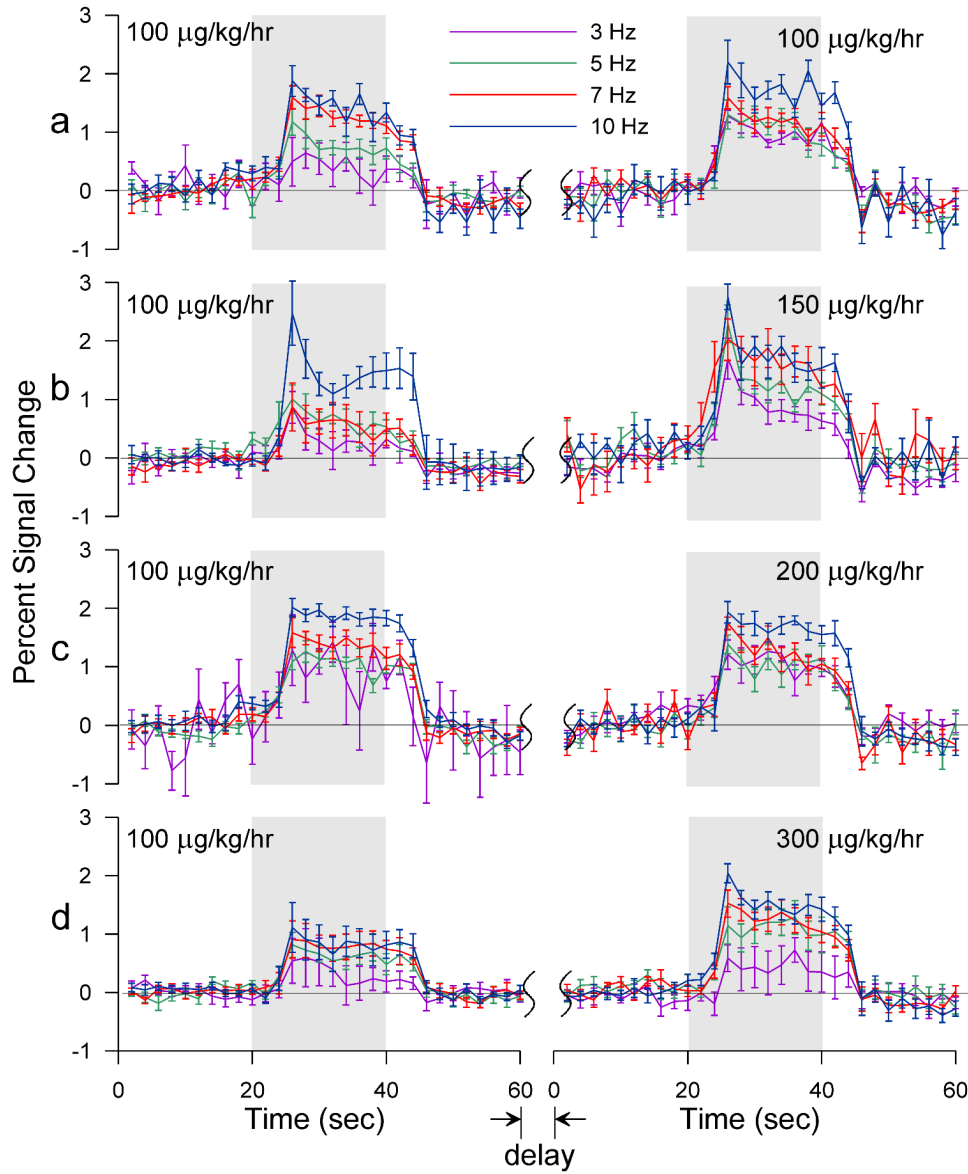 100 μg/kg/hr
3 Hz
5 Hz
7 Hz
10 Hz
100 μg/kg/hr
a
3
2
1
0
-1
100 μg/kg/hr
150 μg/kg/hr
b
3
2
1
0
-1
Percent Signal Change
100 μg/kg/hr
200 μg/kg/hr
c
3
2
1
0
-1
100 μg/kg/hr
300 μg/kg/hr
d
3
2
1
0
-1
0 20 40 60 0 20 40 60
Time (sec)
Time (sec)
delay